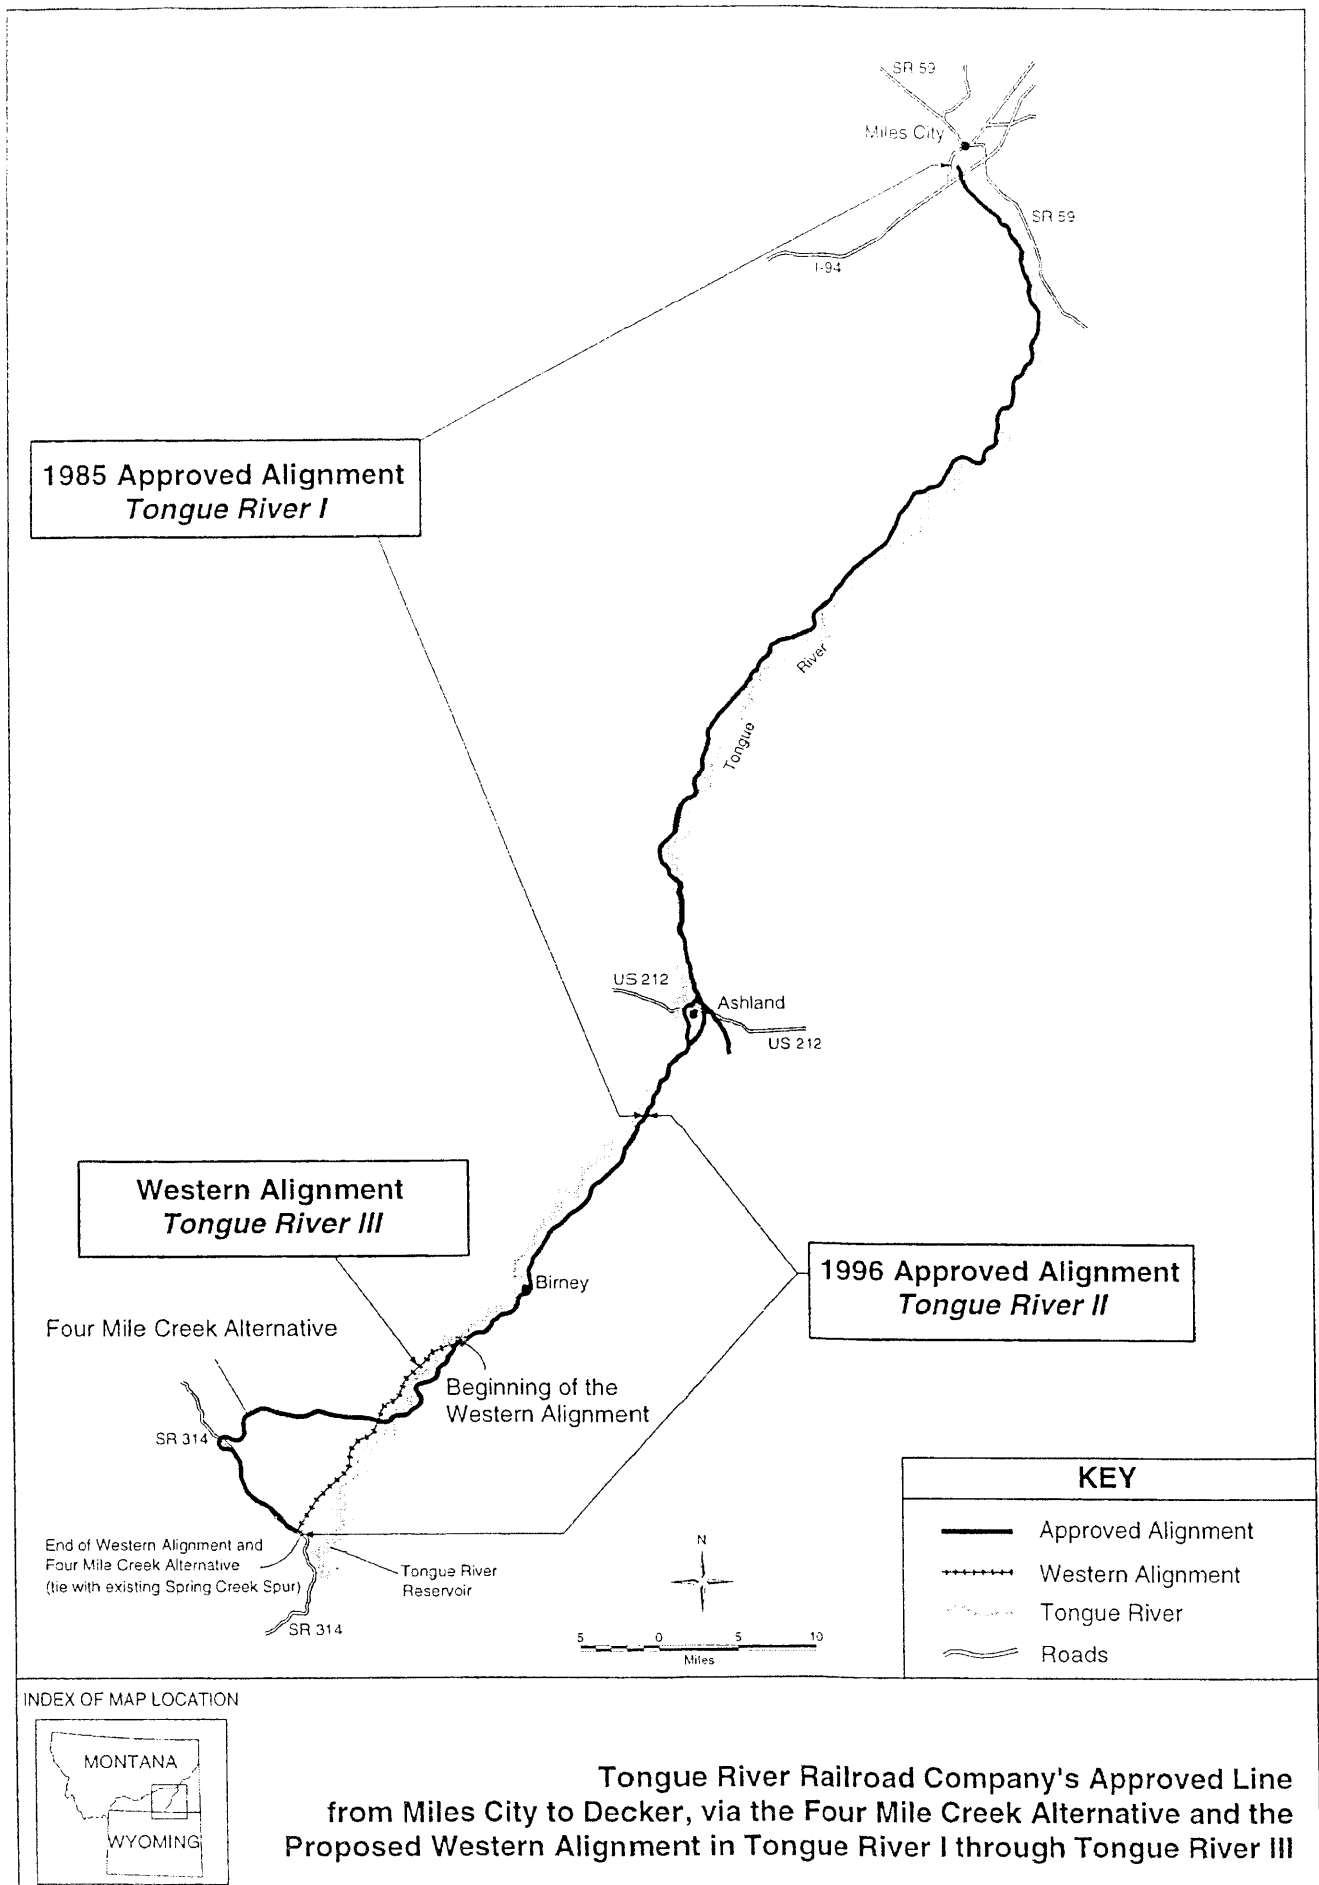 SR 59
Miles City
SR 59
I-94
1985 Approved Alignment
Tongue River I
River
Tongue
US 212
Ashland
US 212
Western Alignment
Tongue River III
1996 Approved Alignment
Tongue River II
Birney
Four Mile Creek Alternative
Beginning of the
Western Alignment
SR 314
End of Western Alignment and
Four Mile Creek Alternative
(tie with existing Spring Creek Spur)
Tongue River
Reservoir
SR 314
N
5 0 5 10
Miles
KEY
Approved Alignment
Western Alignment
Tongue River
Roads
INDEX OF MAP LOCATION
MONTANA
WYOMING
Tongue River Railroad Company's Approved Line
from Miles City to Decker, via the Four Mile Creek Alternative and the
Proposed Western Alignment in Tongue River I through Tongue River III